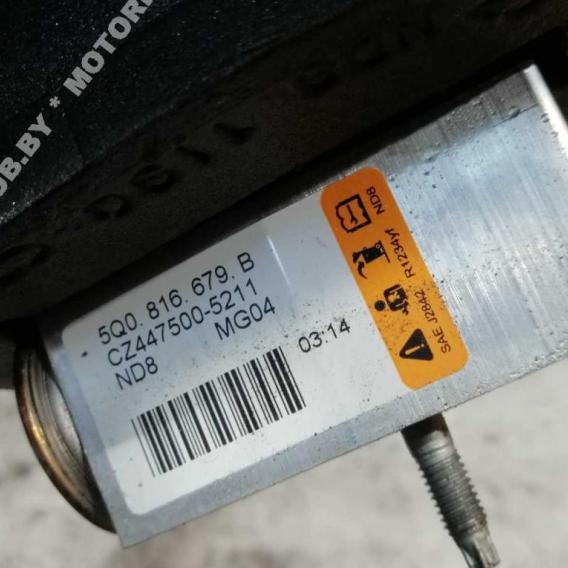 5Q0. 816. 679. B
CZ447500-5211
ND8 MG04
03:14
SAE J2842 R1234yf ND8
OB.BY * MOTOR